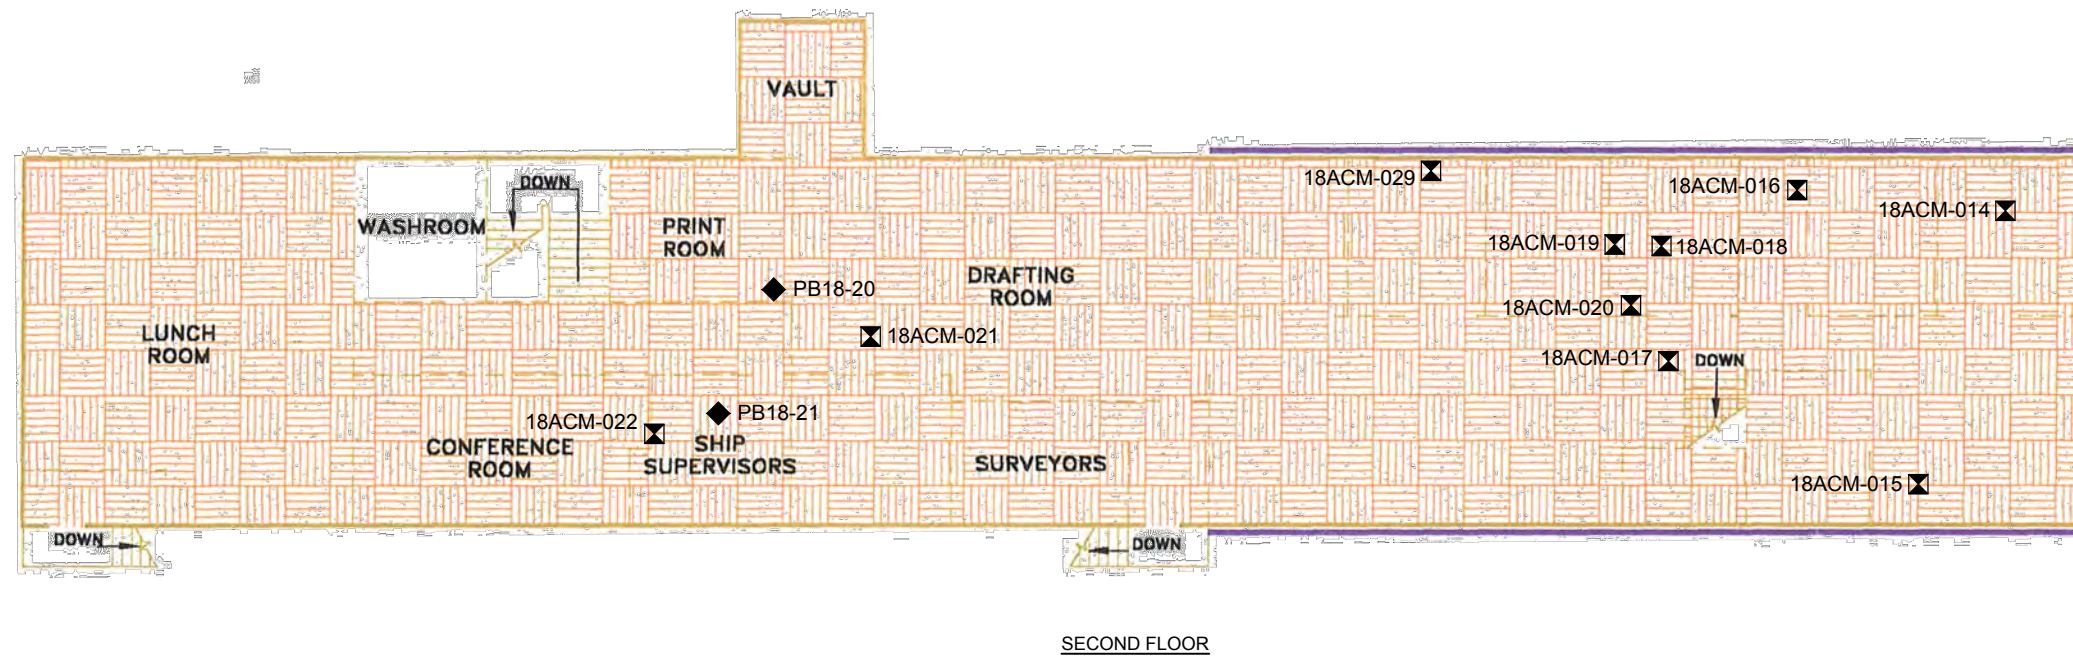 VAULT
DOWN
WASHROOM
PRINT
ROOM
18ACM-029
18ACM-016
18ACM-014
18ACM-019
18ACM-018
DRAFTING
ROOM
PB18-20
18ACM-020
18ACM-021
LUNCH
ROOM
18ACM-017
DOWN
PB18-21
18ACM-022
CONFERENCE
ROOM
SHIP
SUPERVISORS
SURVEYORS
18ACM-015
DOWN
DOWN
SECOND FLOOR